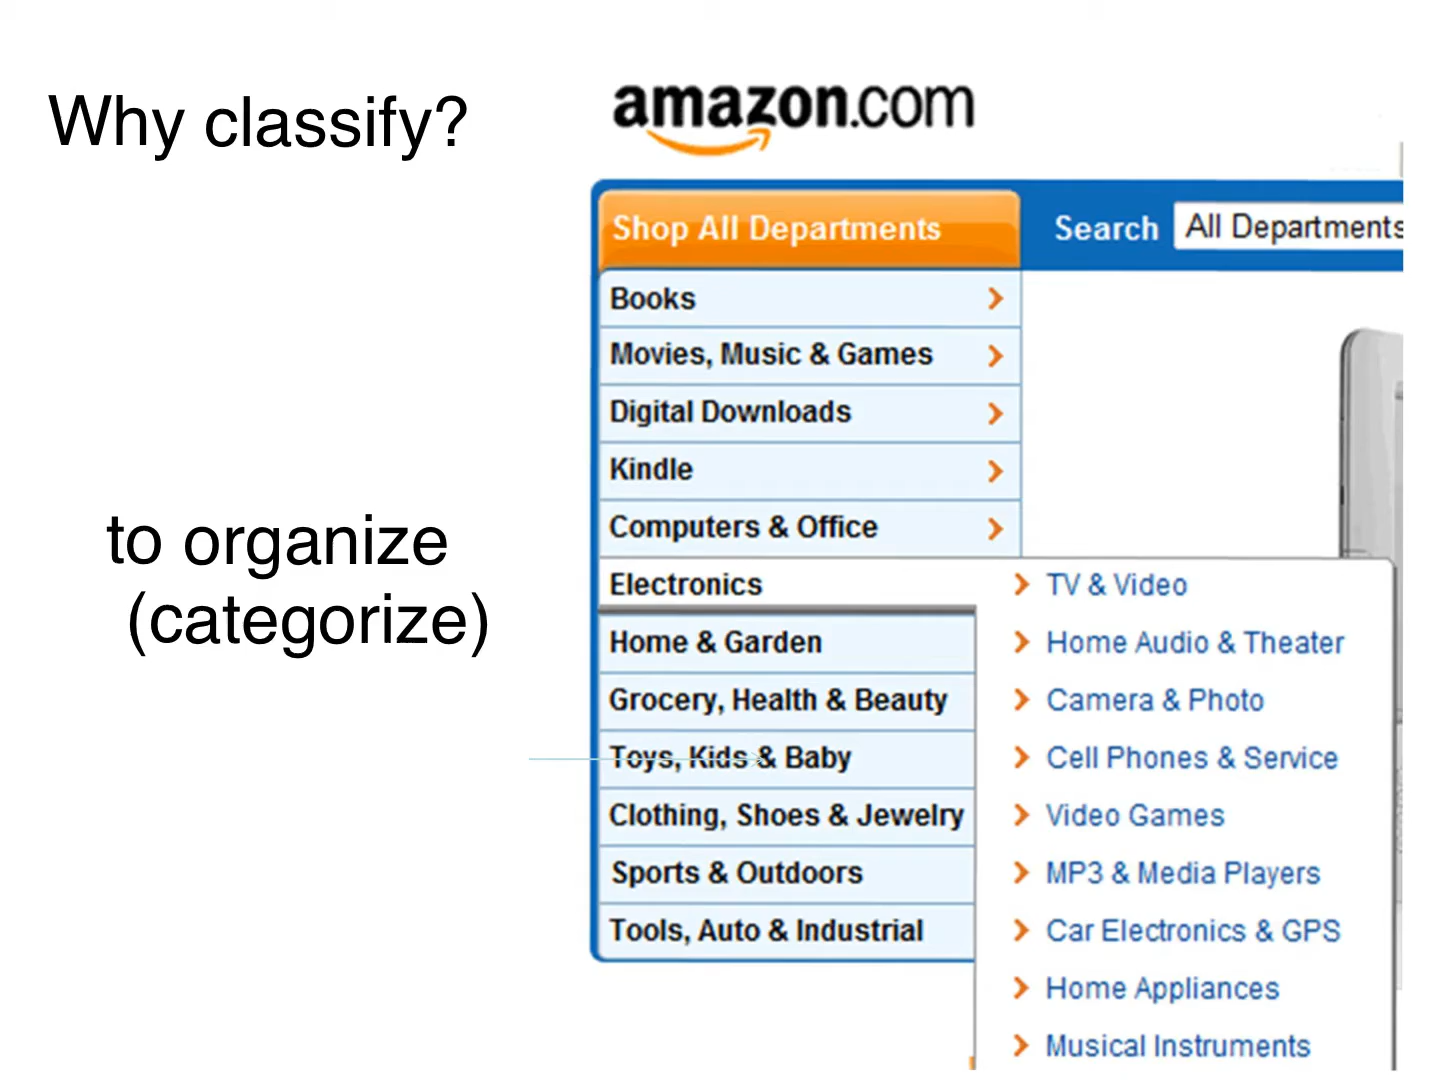 Why classify?
to organize
(categorize)
amazon.com
Shop All Departments
Search
All Departments
Books
Movies, Music & Games
Digital Downloads
Kindle
Computers & Office
Electronics
Home & Garden
Grocery, Health & Beauty
Toys, Kids & Baby
Clothing, Shoes & Jewelry
Sports & Outdoors
Tools, Auto & Industrial
TV & Video
Home Audio & Theater
Camera & Photo
Cell Phones & Service
Video Games
MP3 & Media Players
Car Electronics & GPS
Home Appliances
Musical Instruments